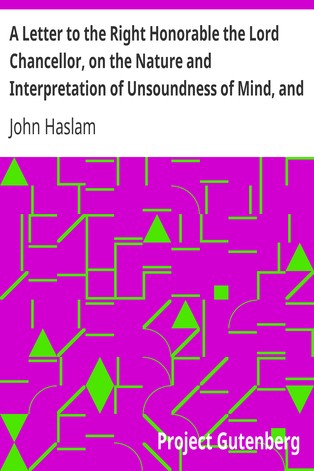 A Letter to the Right Honorable the Lord
Chancellor, on the Nature and
Interpretation of Unsoundness of Mind, and
John Haslam
Project Gutenberg